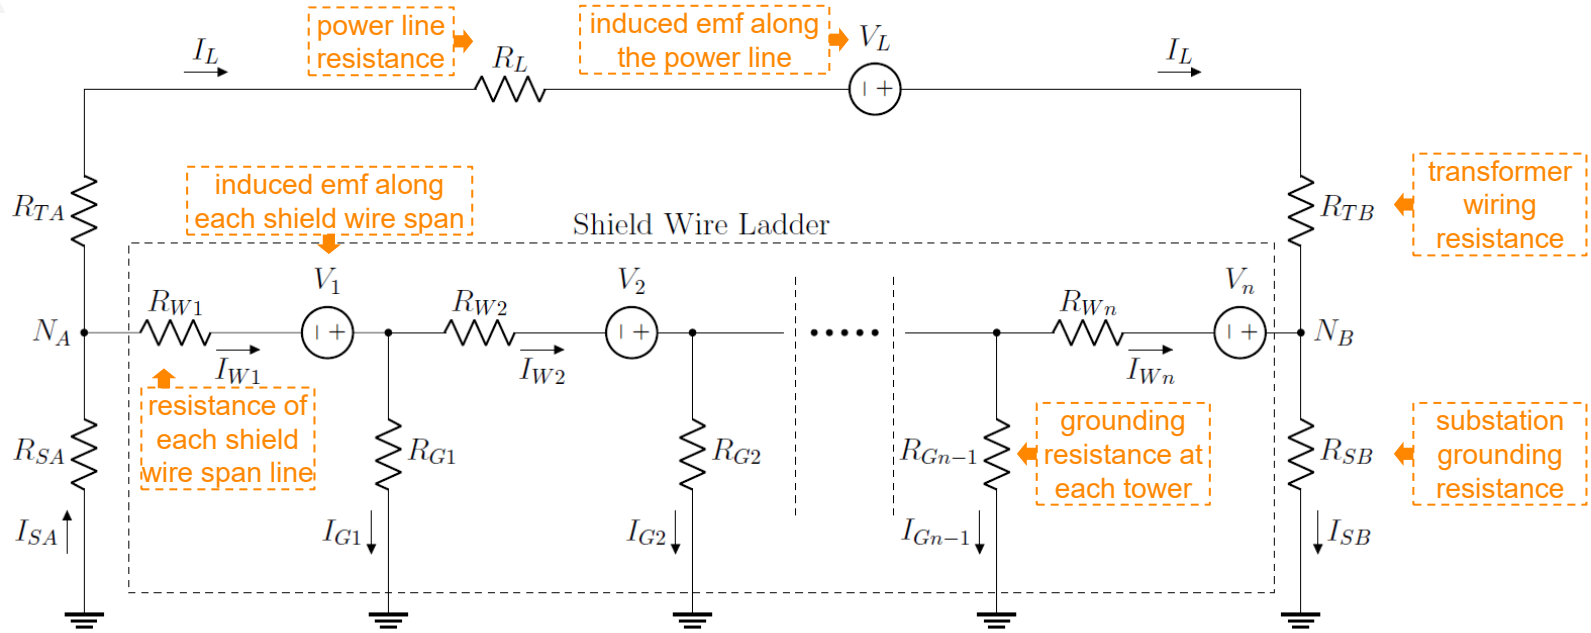 power line
resistance
induced emf along
the power line
I_L
R_L
V_L
I_L
R_TA
induced emf along
each shield wire span
Shield Wire Ladder
R_TB
transformer
wiring
resistance
N_A
R_W1
V_1
R_W2
V_2
R_Wn
V_n
N_B
I_W1
I_W2
I_Wn
R_SA
resistance of
each shield
wire span line
R_G1
R_G2
R_Gn−1
grounding
resistance at
each tower
R_SB
substation
grounding
resistance
I_SA
I_G1
I_G2
I_Gn−1
I_SB